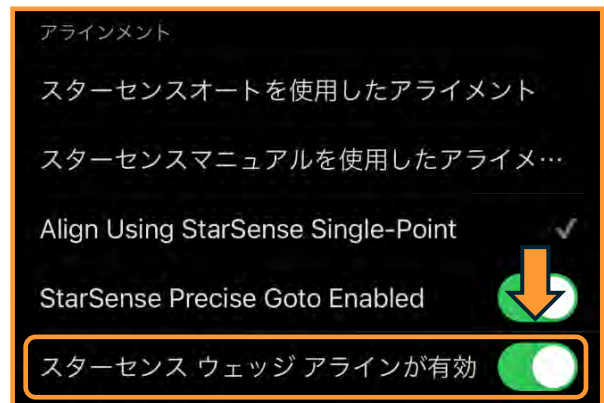 アラインメント
スターセンスオートを使用したアライメント
スターセンスマニュアルを使用したアライメ…
Align Using StarSense Single-Point
StarSense Precise Goto Enabled
スターセンス ウェッジ アラインが有効